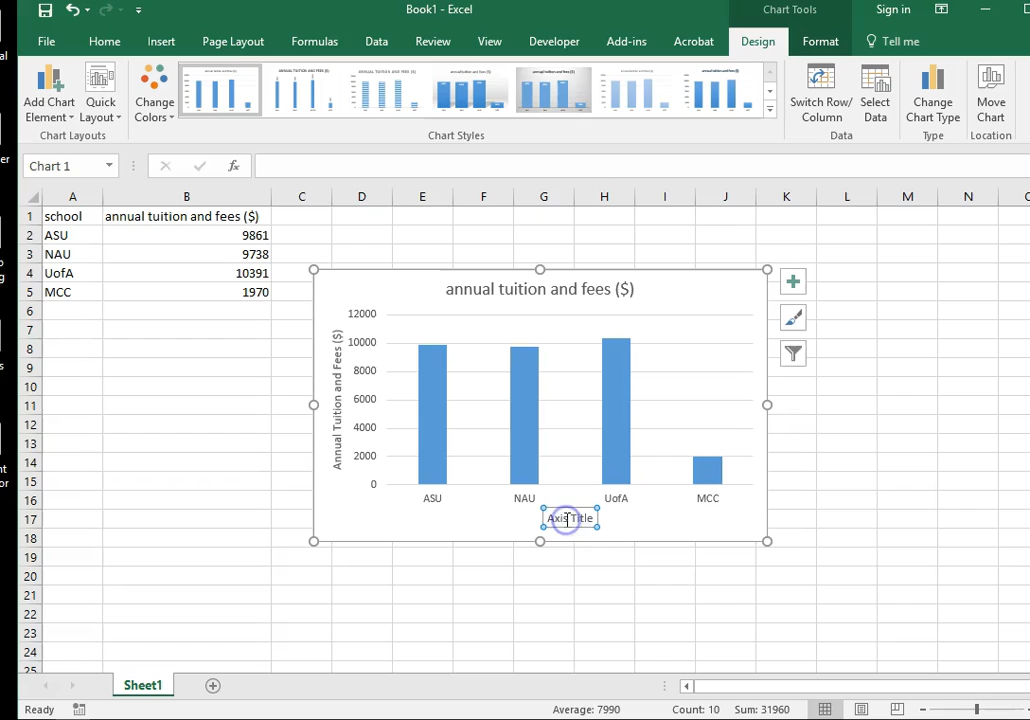 Book1 - Excel
Chart Tools
Sign in
File Home Insert Page Layout Formulas Data Review View Developer Add-ins Acrobat Design Format Tell me
Add Chart Element
Quick Layout
Change Colors
Switch Row/ Column
Select Data
Change Chart Type
Move Chart
Chart Layouts
Chart Styles
Data
Type
Location
Chart 1
fx
A B C D E F G H I J K L M N
1 school annual tuition and fees ($)
2 ASU 9861
3 NAU 9738
4 UofA 10391
5 MCC 1970
6
7
8
9
10
11
12
13
14
15
16
17
18
19
20
21
22
23
24
25
annual tuition and fees ($)
Annual Tuition and Fees ($)
12000
10000
8000
6000
4000
2000
0
ASU NAU UofA MCC
Axis Title
Sheet1
Ready
Average: 7990 Count: 10 Sum: 31960